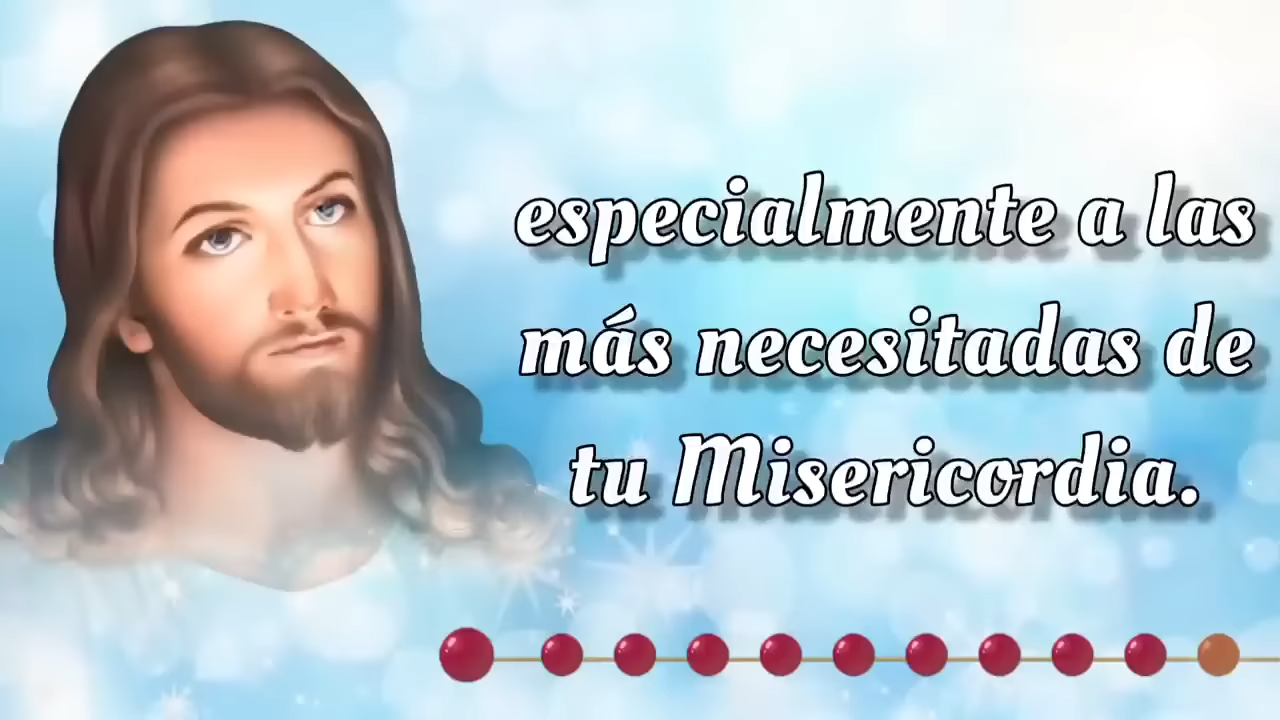 especialmente a las
más necesitadas de
tu Misericordia.